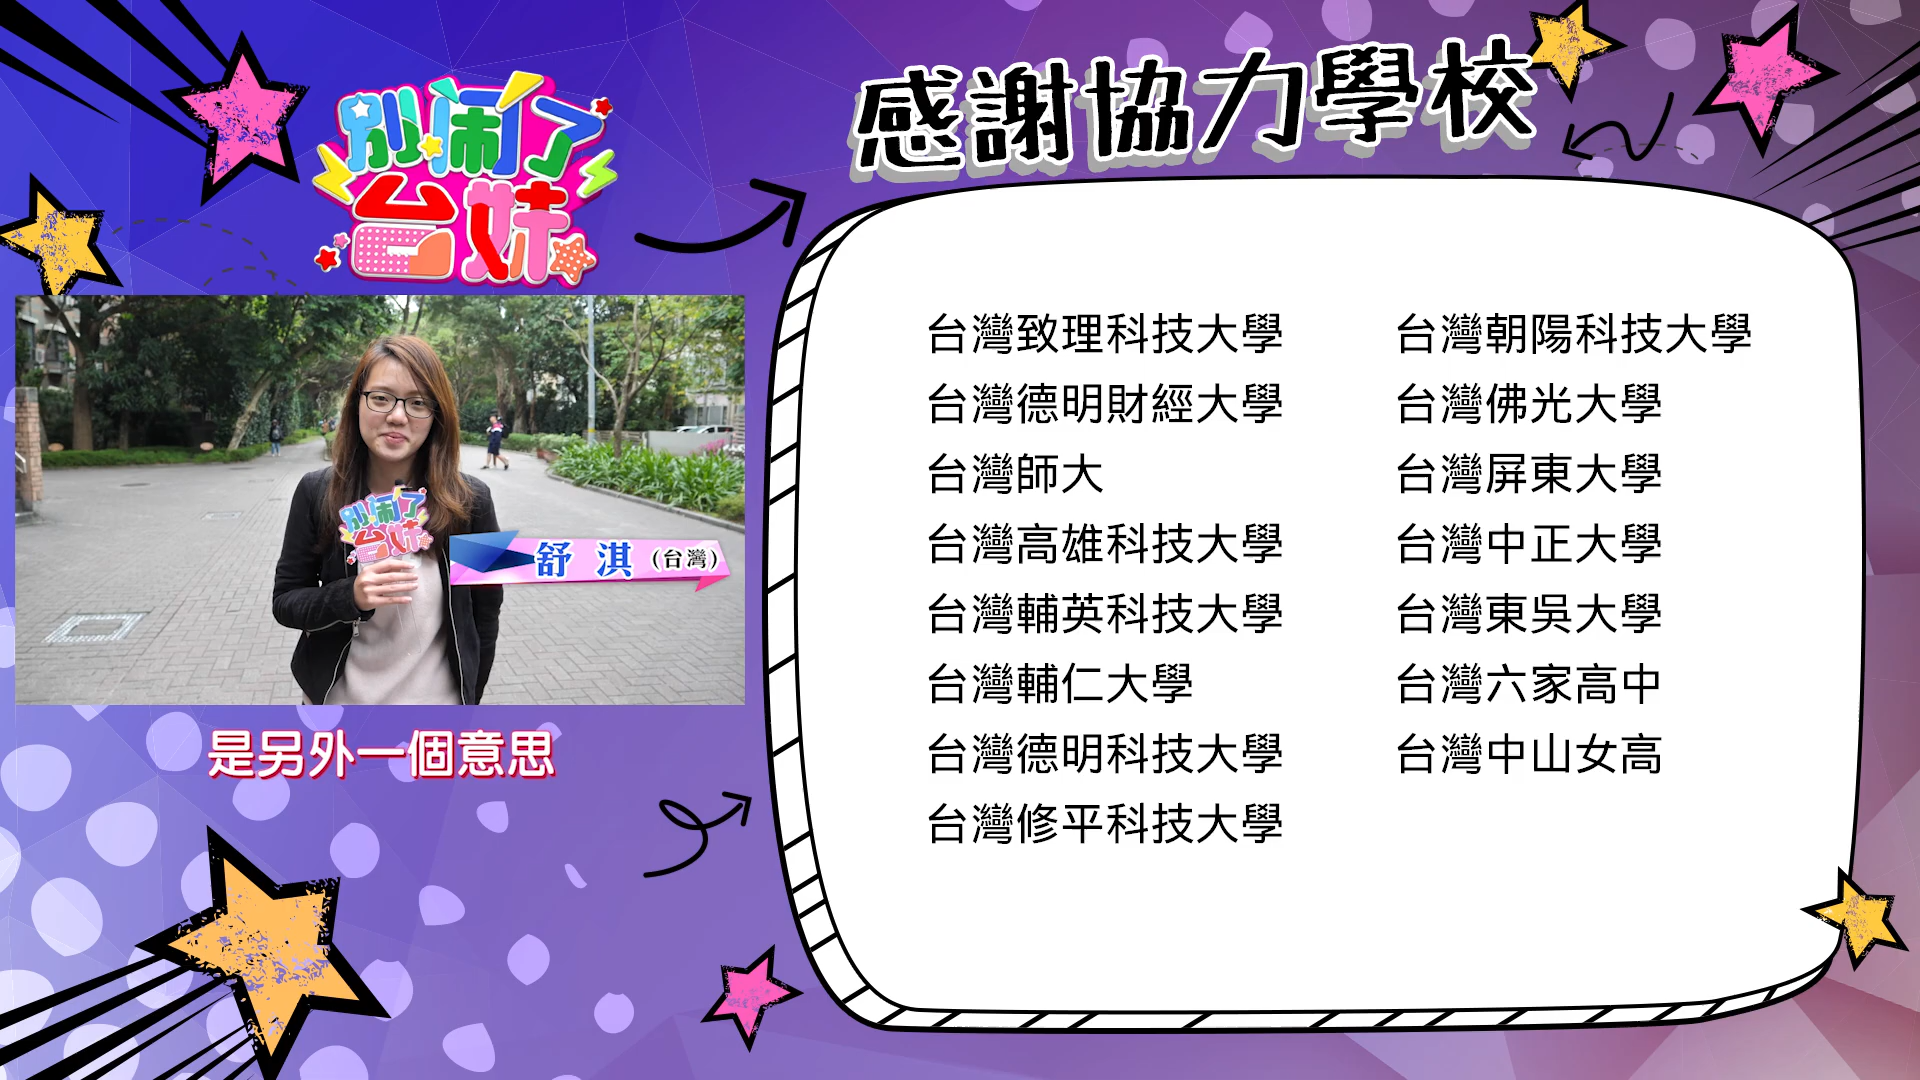 別鬧了
台妹
感謝協力學校
別鬧了
台妹
舒淇(台灣)
是另外一個意思
台灣致理科技大學
台灣德明財經大學
台灣師大
台灣高雄科技大學
台灣輔英科技大學
台灣輔仁大學
台灣德明科技大學
台灣修平科技大學
台灣朝陽科技大學
台灣佛光大學
台灣屏東大學
台灣中正大學
台灣東吳大學
台灣六家高中
台灣中山女高